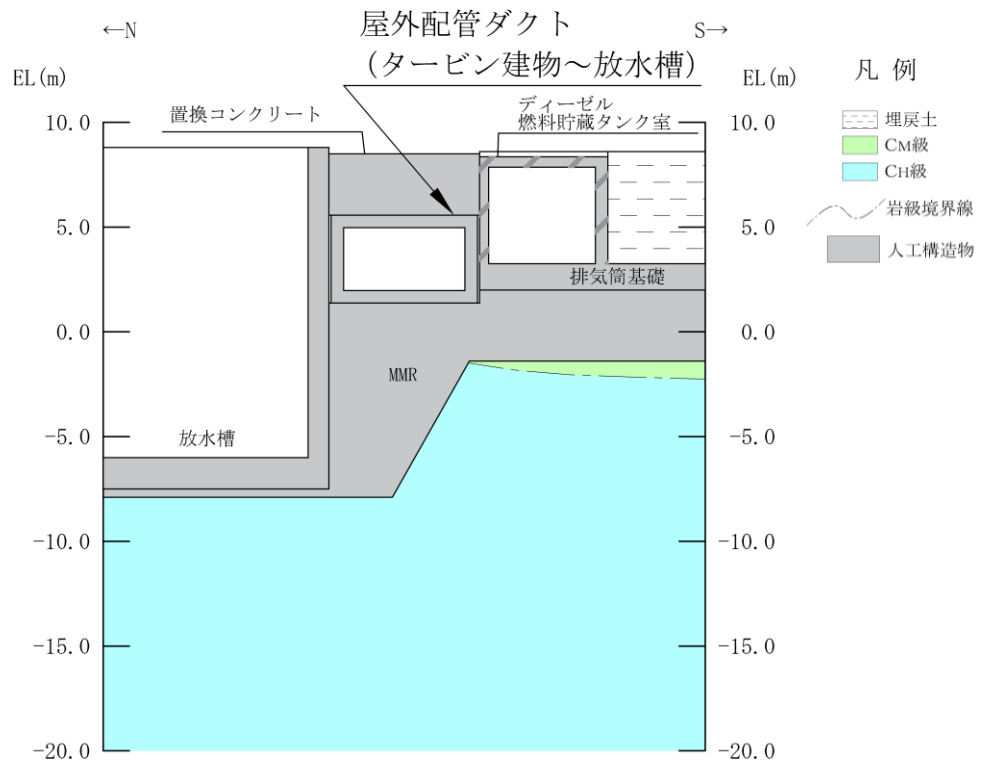 ←N
屋外配管ダクト
(タービン建物～放水槽)
S→
EL(m)
EL(m)
凡 例
置換コンクリート
ディーゼル
燃料貯蔵タンク室
埋戻土
CM級
CH級
岩級境界線
人工構造物
10.0
10.0
5.0
5.0
排気筒基礎
0.0
0.0
MMR
放水槽
-5.0
-5.0
-10.0
-10.0
-15.0
-15.0
-20.0
-20.0